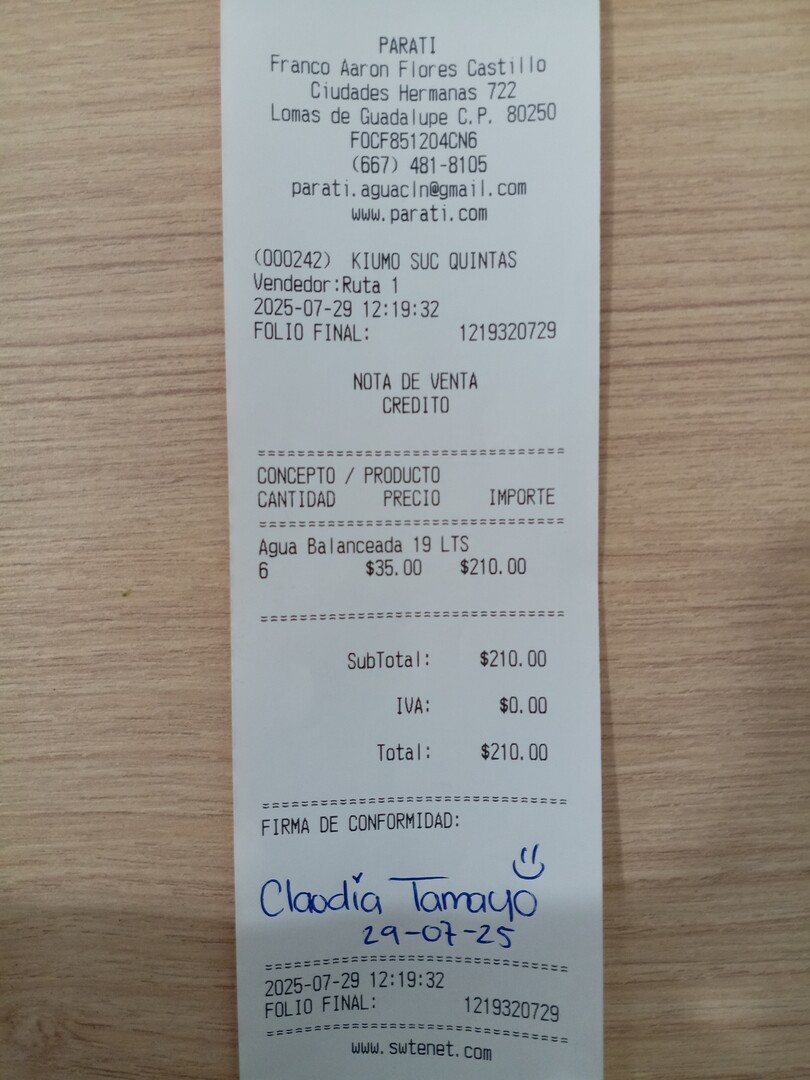 PARATI
Franco Aaron Flores Castillo
Ciudades Hermanas 722
Lomas de Guadalupe C.P. 80250
FOCF851204CN6
(667) 481-8105
parati.aguacln@gmail.com
www.parati.com
(000242) KIUMO SUC QUINTAS
Vendedor:Ruta 1
2025-07-29 12:19:32
FOLIO FINAL: 1219320729
NOTA DE VENTA
CREDITO
================================
CONCEPTO / PRODUCTO
CANTIDAD PRECIO IMPORTE
================================
Agua Balanceada 19 LTS
6 $35.00 $210.00
================================
SubTotal: $210.00
IVA: $0.00
Total: $210.00
================================
FIRMA DE CONFORMIDAD:
Claudia Tamayo
29-07-25
================================
2025-07-29 12:19:32
FOLIO FINAL: 1219320729
================================
www.swtenet.com